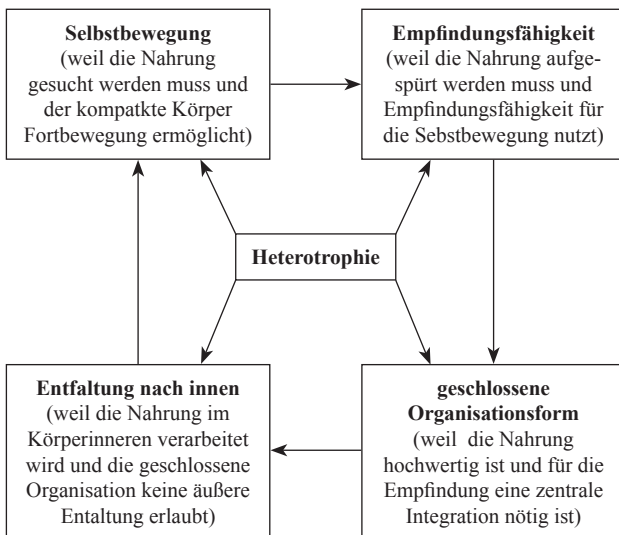 Selbstbewegung
(weil die Nahrung
gesucht werden muss und
der kompatkte Körper
Fortbewegung ermöglicht)
Empfindungsfähigkeit
(weil die Nahrung aufge-
spürt werden muss und
Empfindungsfähigkeit für
die Sebstbewegung nutzt)
Heterotrophie
Entfaltung nach innen
(weil die Nahrung im
Körperinneren verarbeitet
wird und die geschlossene
Organisation keine äußere
Entaltung erlaubt)
geschlossene
Organisationsform
(weil die Nahrung
hochwertig ist und für die
Empfindung eine zentrale
Integration nötig ist)